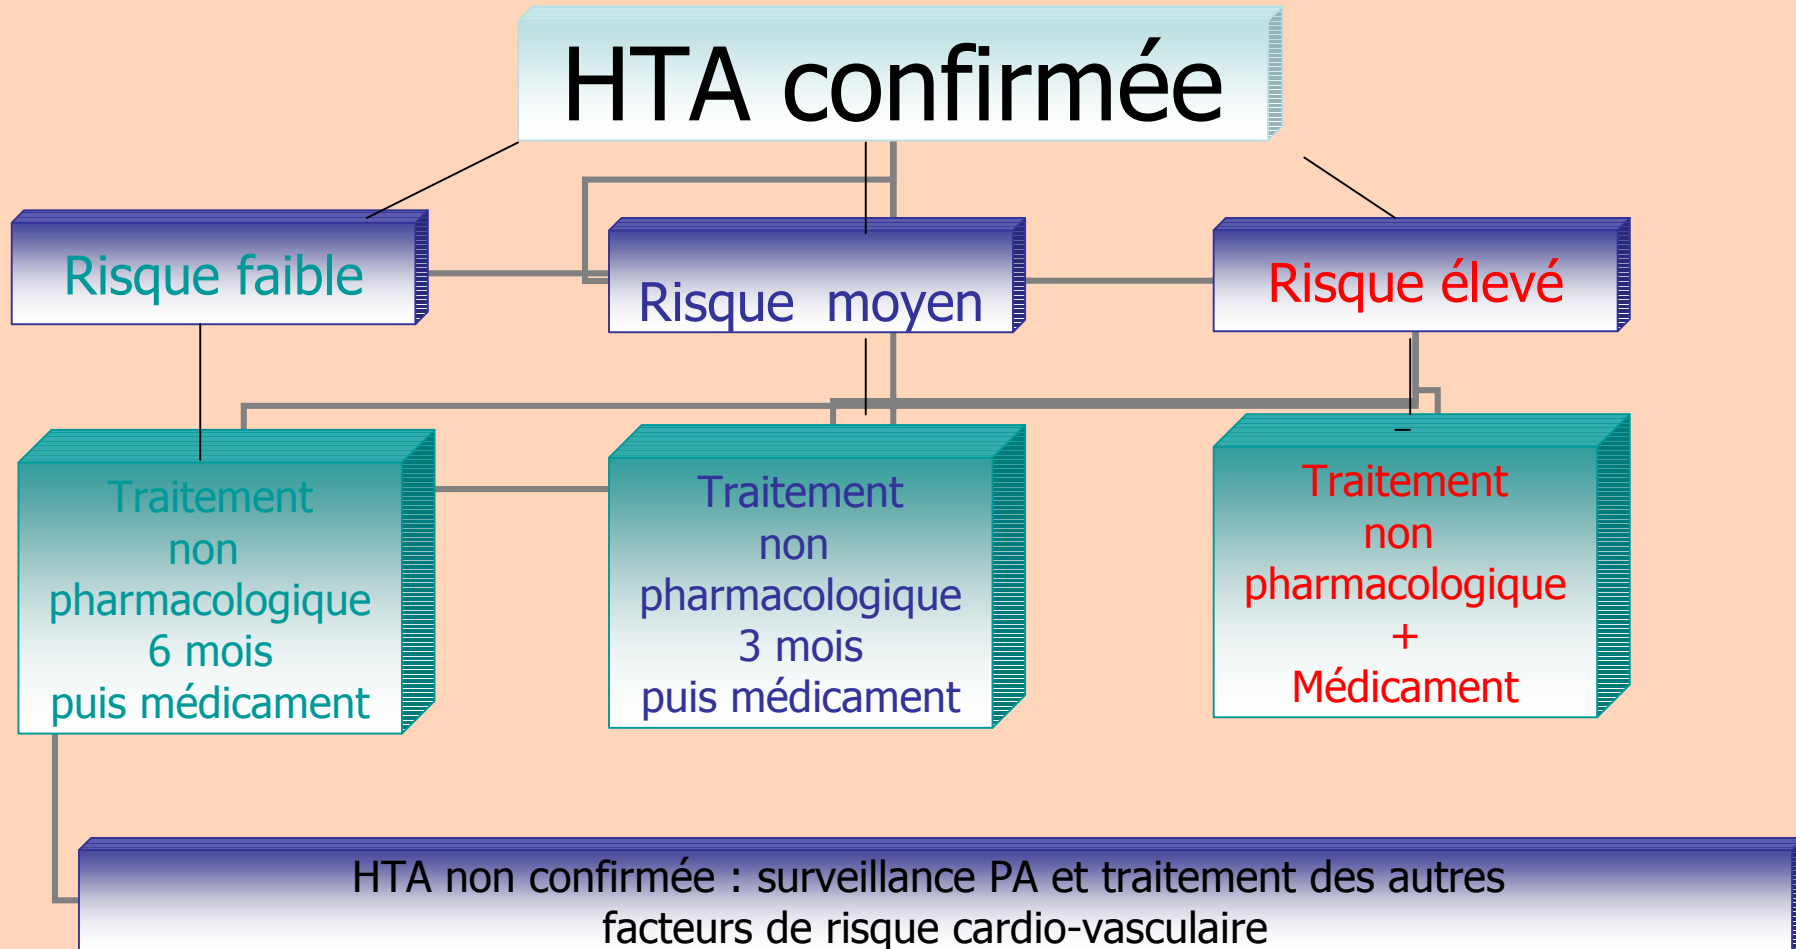 HTA confirmée
Risque faible
Risque moyen
Risque élevé
Traitement
non
pharmacologique
6 mois
puis médicament
Traitement
non
pharmacologique
3 mois
puis médicament
–
Traitement
non
pharmacologique
+
Médicament
HTA non confirmée : surveillance PA et traitement des autres
facteurs de risque cardio-vasculaire